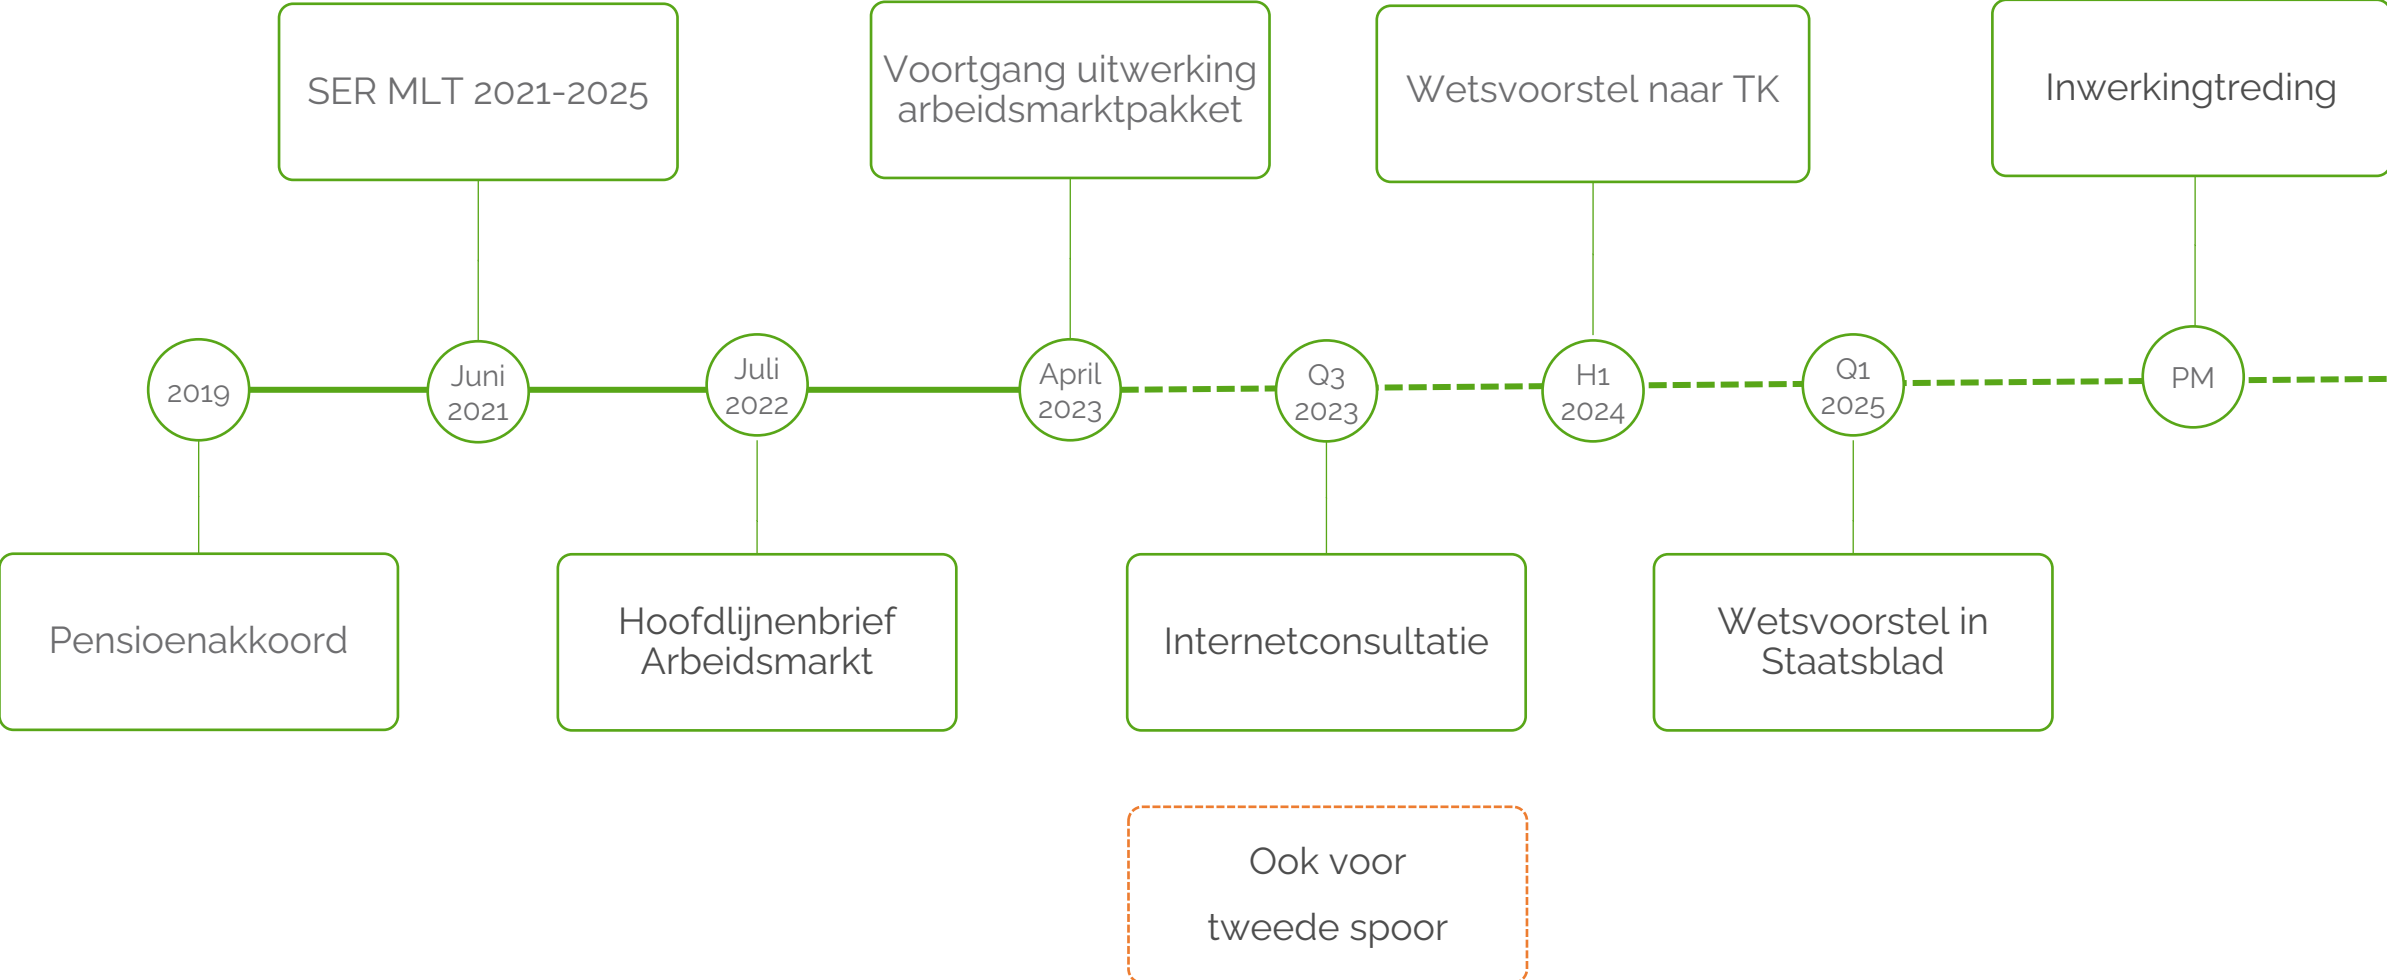 SER MLT 2021-2025
Voortgang uitwerking
arbeidsmarktpakket
Wetsvoorstel naar TK
Inwerkingtreding
2019
Juni
2021
Juli
2022
April
2023
Q3
2023
H1
2024
Q1
2025
PM
Pensioenakkoord
Hoofdlijnenbrief
Arbeidsmarkt
Internetconsultatie
Wetsvoorstel in
Staatsblad
Ook voor
tweede spoor